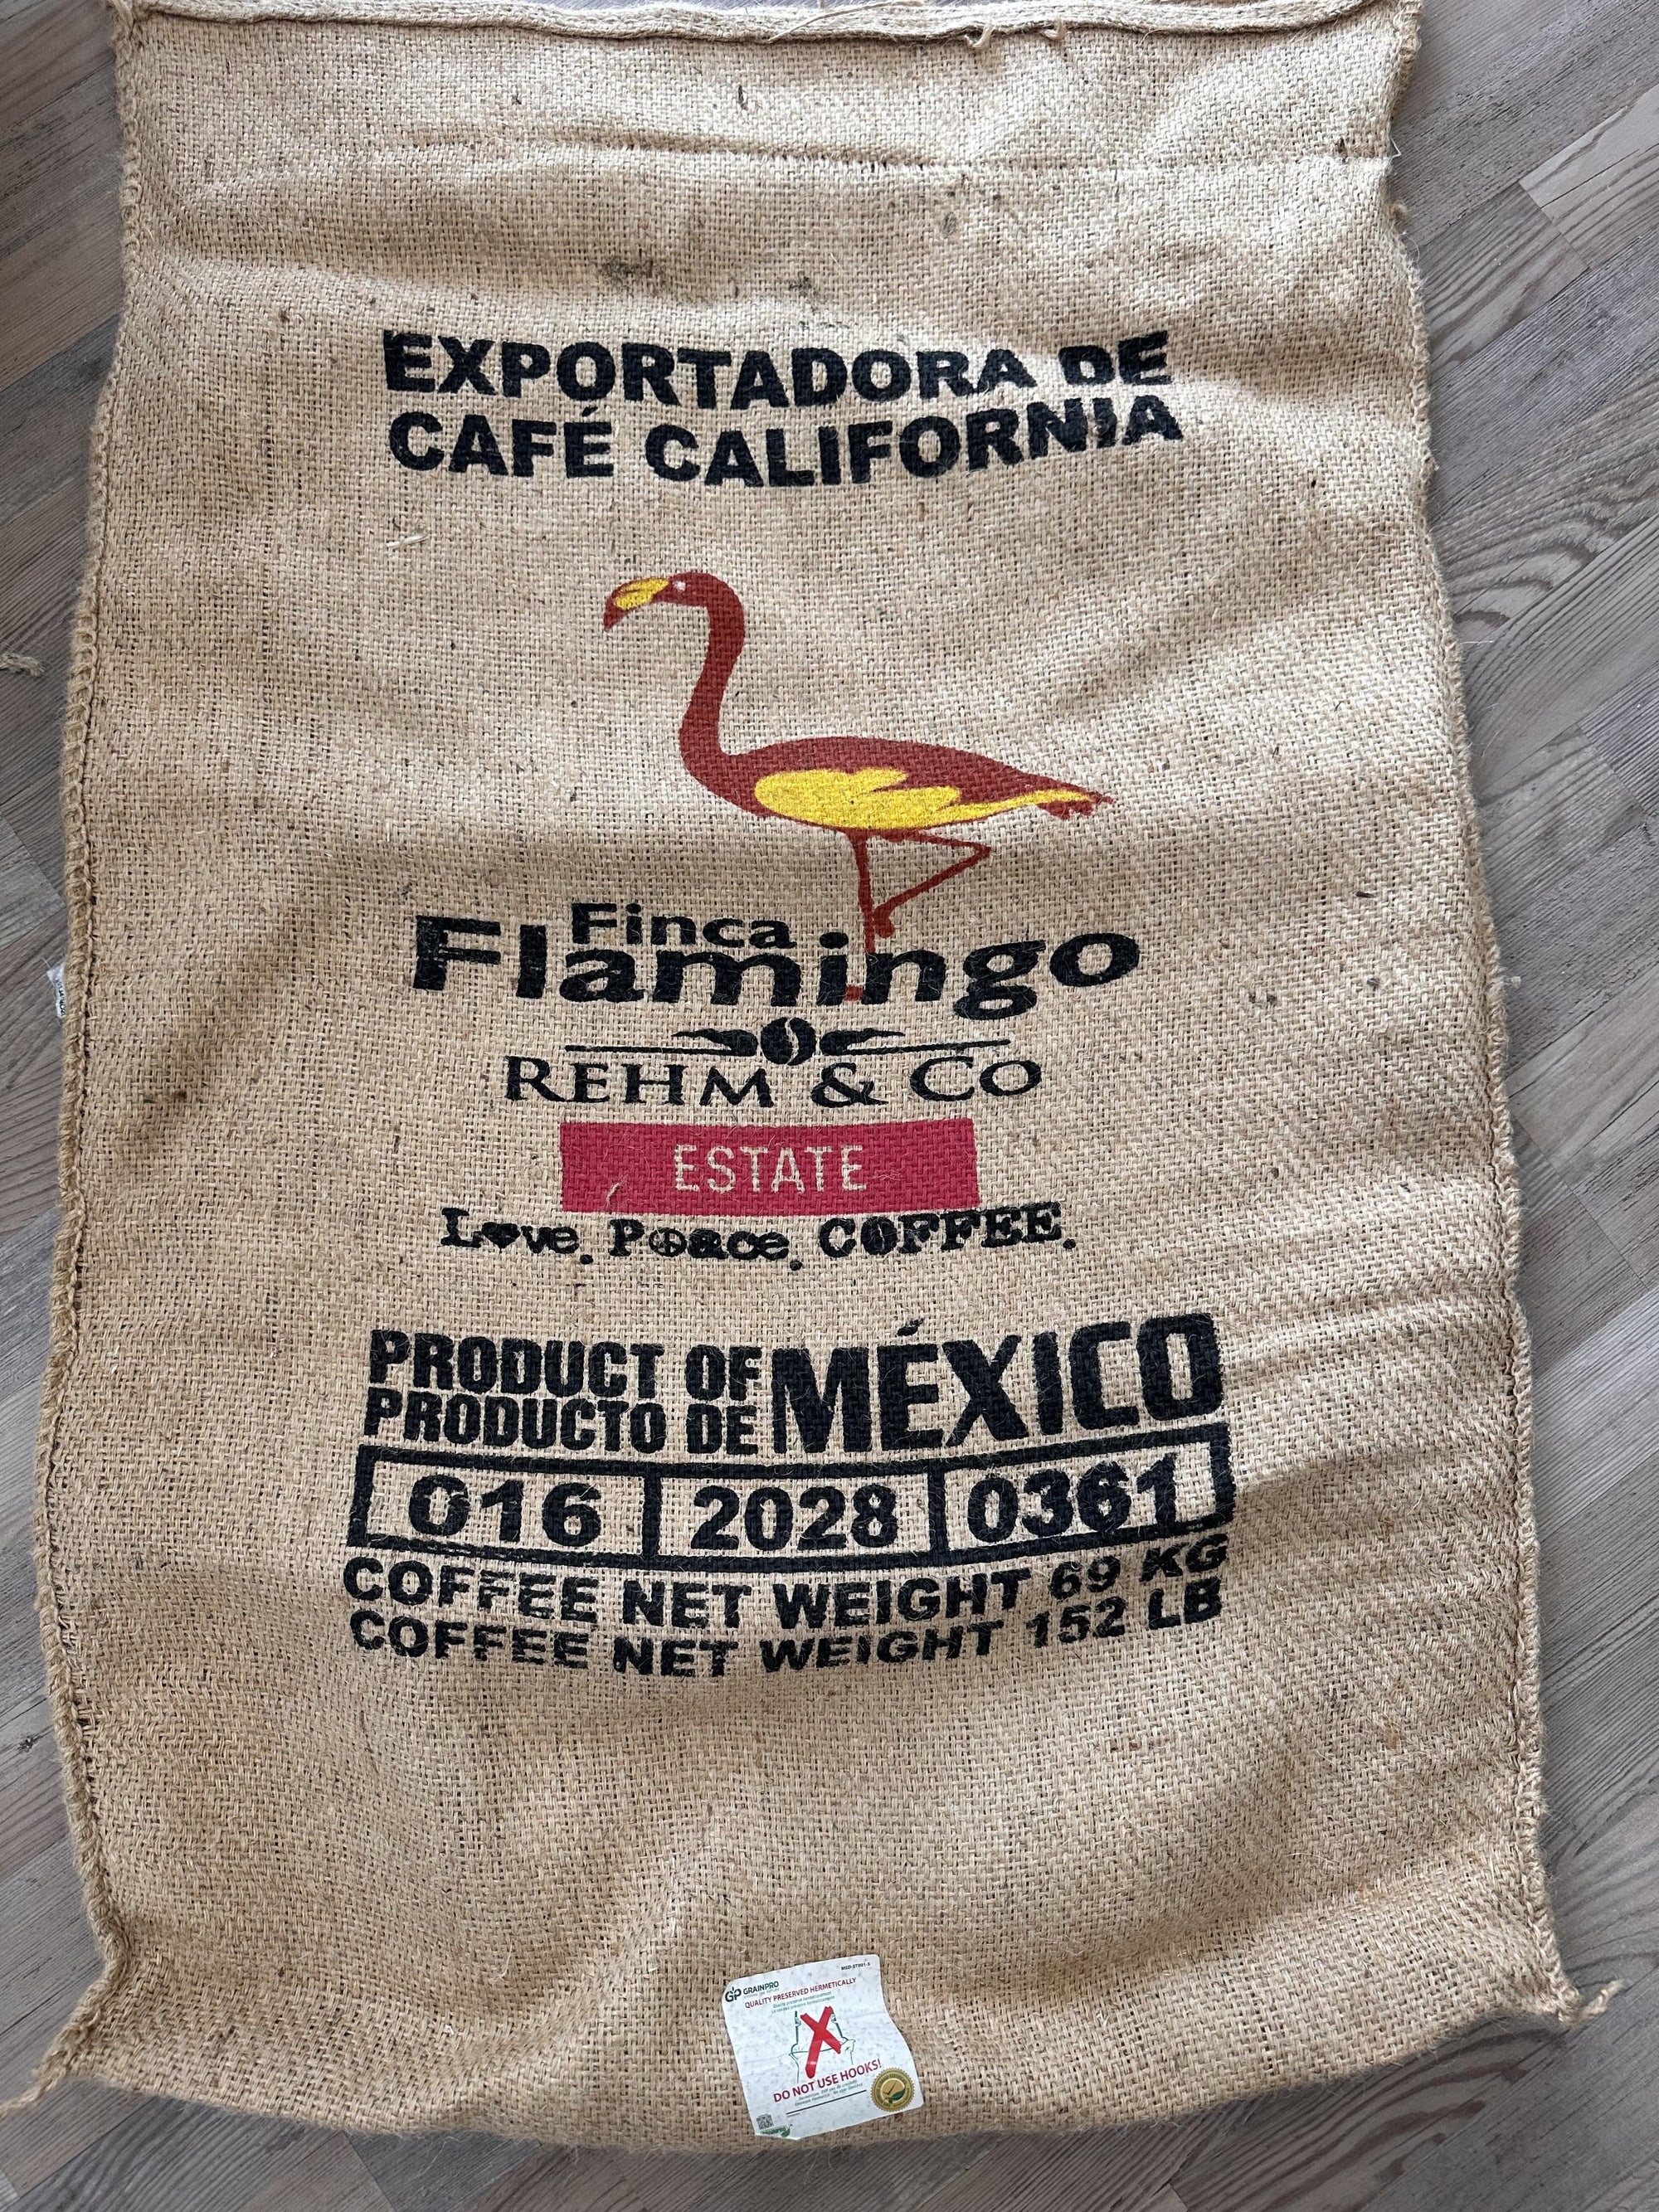 EXPORTADORA DE
CAFÉ CALIFORNIA
Finca
Flamingo
REHM & CO
ESTATE
Love. Peace. COFFEE.
PRODUCT OF MÉXICO
PRODUCTO DE
016 2028 0361
COFFEE NET WEIGHT 69 KG
COFFEE NET WEIGHT 152 LB
GP GRAINPRO
QUALITY PRESERVED HERMETICALLY
DO NOT USE HOOKS!